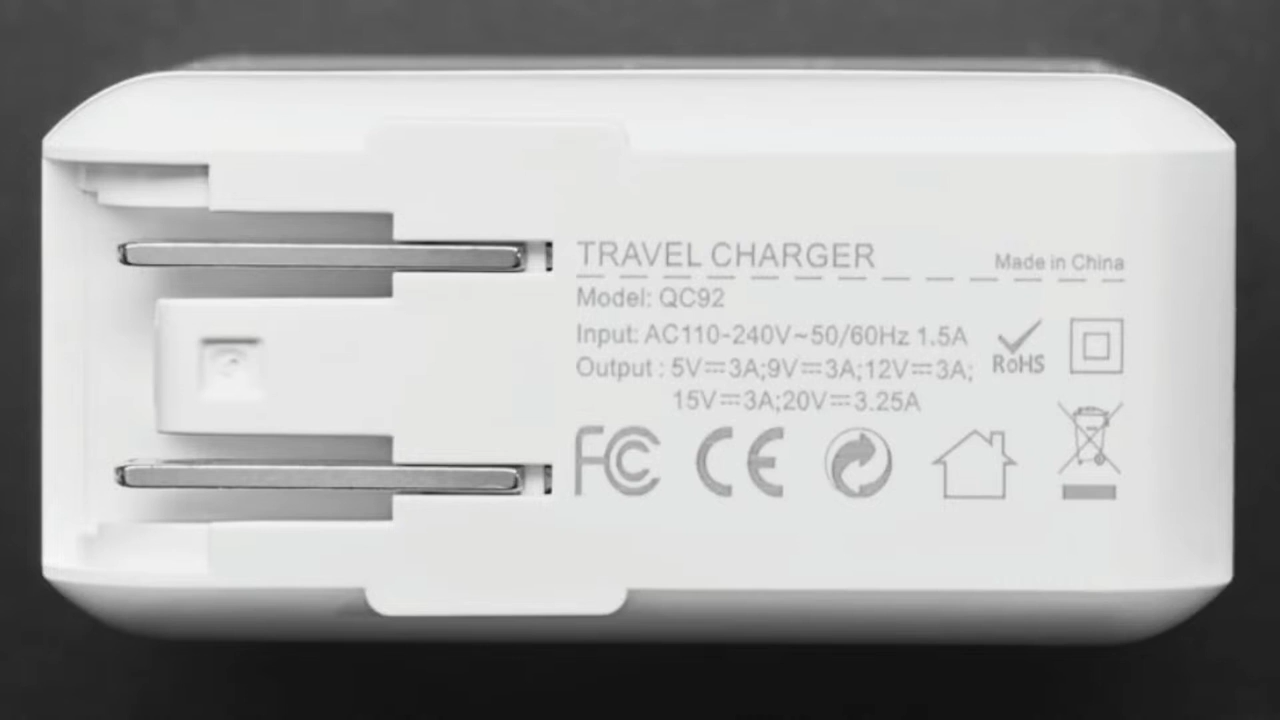 TRAVEL CHARGER Made in China
Model: QC92
Input: AC110-240V~50/60Hz 1.5A
Output : 5V⎓3A;9V⎓3A;12V⎓3A;
15V⎓3A;20V⎓3.25A
RoHS
FC CE